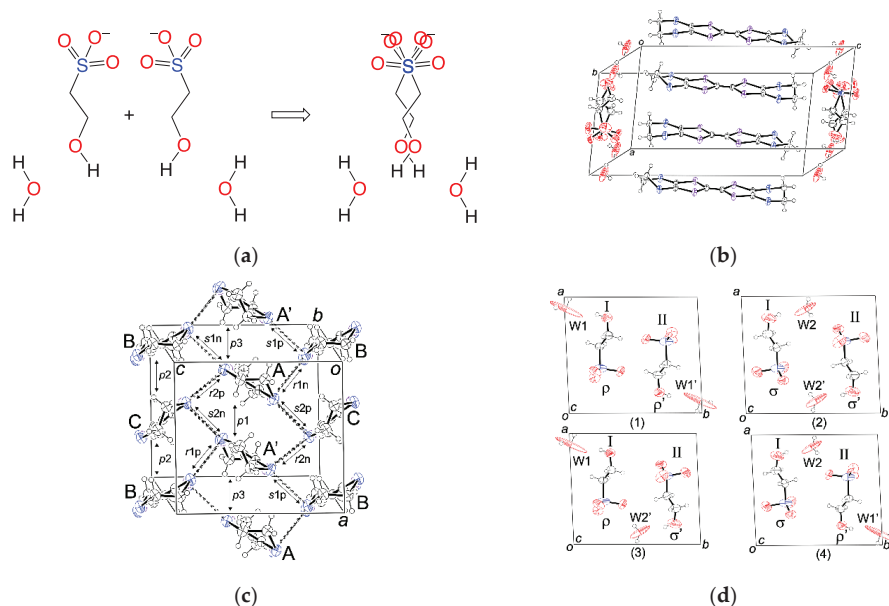 O O⁻ ⁻O O O⁻ ⁻O
O S O O S O O S O
+
O O OO
H H H H
H H H H
O O O O
H H H H
(a)
o c
b
a
(b)
A' b
B s1n p3 s1p B
c o
A
p2 r2p r1n
s2n s2p
C p1 C
r1p A' r2n
p2
B s1p B
p3 a
A
(c)
a I a I W2
W1 II II
W1' W2'
ρ ρ' σ σ'
o c b o c b
(1) (2)
a I a I W2
W1 II II
W2' W1'
ρ σ' σ ρ'
o c b o c b
(3) (4)
(d)